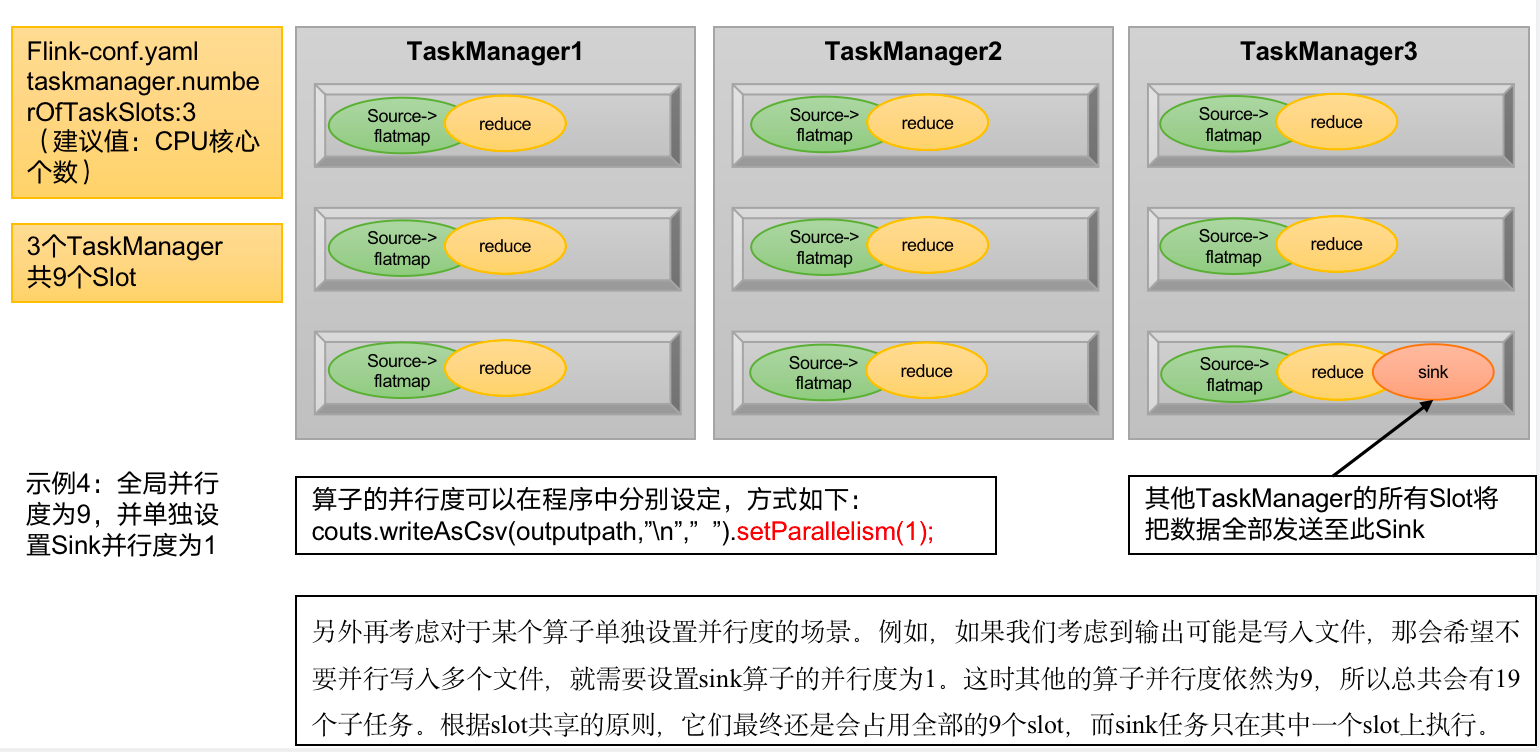 Flink-conf.yaml
taskmanager.numbe
rOfTaskSlots:3
（建议值：CPU核心
个数）
3个TaskManager
共9个Slot
TaskManager1
Source->
flatmap
reduce
Source->
flatmap
reduce
Source->
flatmap
reduce
TaskManager2
Source->
flatmap
reduce
Source->
flatmap
reduce
Source->
flatmap
reduce
TaskManager3
Source->
flatmap
reduce
Source->
flatmap
reduce
Source->
flatmap
reduce
sink
示例4：全局并行
度为9，并单独设
置Sink并行度为1
算子的并行度可以在程序中分别设定，方式如下：
couts.writeAsCsv(outputpath,”\n”,” ”).setParallelism(1);
其他TaskManager的所有Slot将
把数据全部发送至此Sink
另外再考虑对于某个算子单独设置并行度的场景。例如，如果我们考虑到输出可能是写入文件，那会希望不
要并行写入多个文件，就需要设置sink算子的并行度为1。这时其他的算子并行度依然为9，所以总共会有19
个子任务。根据slot共享的原则，它们最终还是会占用全部的9个slot，而sink任务只在其中一个slot上执行。